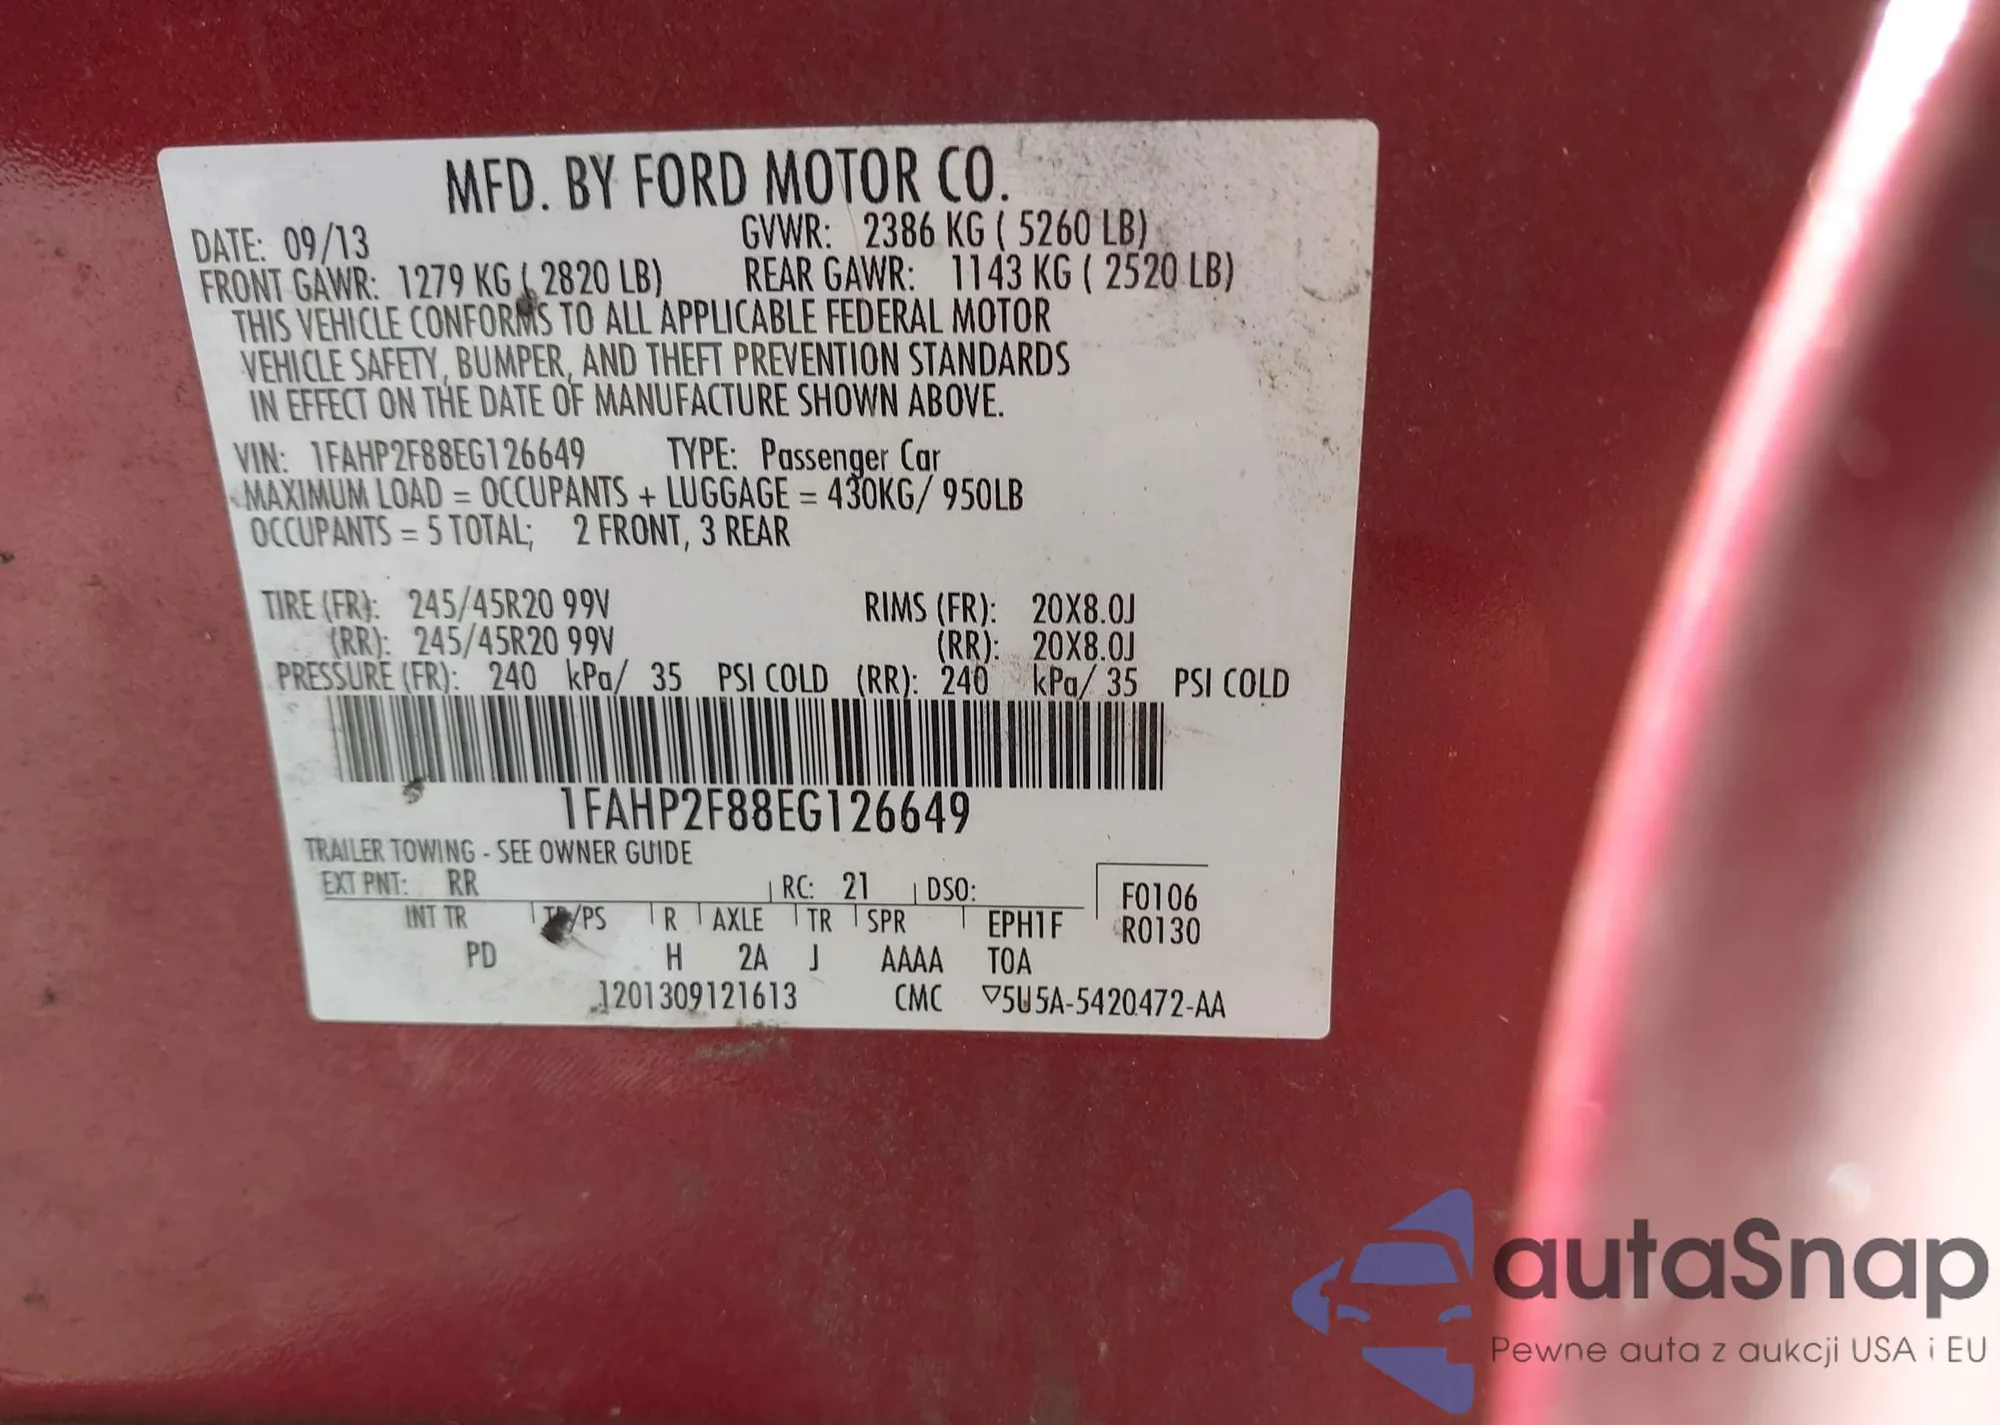 MFD. BY FORD MOTOR CO.
DATE: 09/13 GVWR: 2386 KG ( 5260 LB)
FRONT GAWR: 1279 KG ( 2820 LB) REAR GAWR: 1143 KG ( 2520 LB)
THIS VEHICLE CONFORMS TO ALL APPLICABLE FEDERAL MOTOR
VEHICLE SAFETY, BUMPER, AND THEFT PREVENTION STANDARDS
IN EFFECT ON THE DATE OF MANUFACTURE SHOWN ABOVE.
VIN: 1FAHP2F88EG126649 TYPE: Passenger Car
MAXIMUM LOAD = OCCUPANTS + LUGGAGE = 430KG/ 950LB
OCCUPANTS = 5 TOTAL; 2 FRONT, 3 REAR
TIRE (FR): 245/45R20 99V RIMS (FR): 20X8.0J
(RR): 245/45R20 99V (RR): 20X8.0J
PRESSURE (FR): 240 kPa/ 35 PSI COLD (RR): 240 kPa/ 35 PSI COLD
1FAHP2F88EG126649
TRAILER TOWING - SEE OWNER GUIDE
EXT PNT: RR RC: 21 DSO: F0106
INT TR TP/PS R AXLE TR SPR EPH1F R0130
PD H 2A J AAAA TOA
1201309121613 CMC ▽5U5A-5420472-AA
autaSnap
Pewne auta z aukcji USA i EU